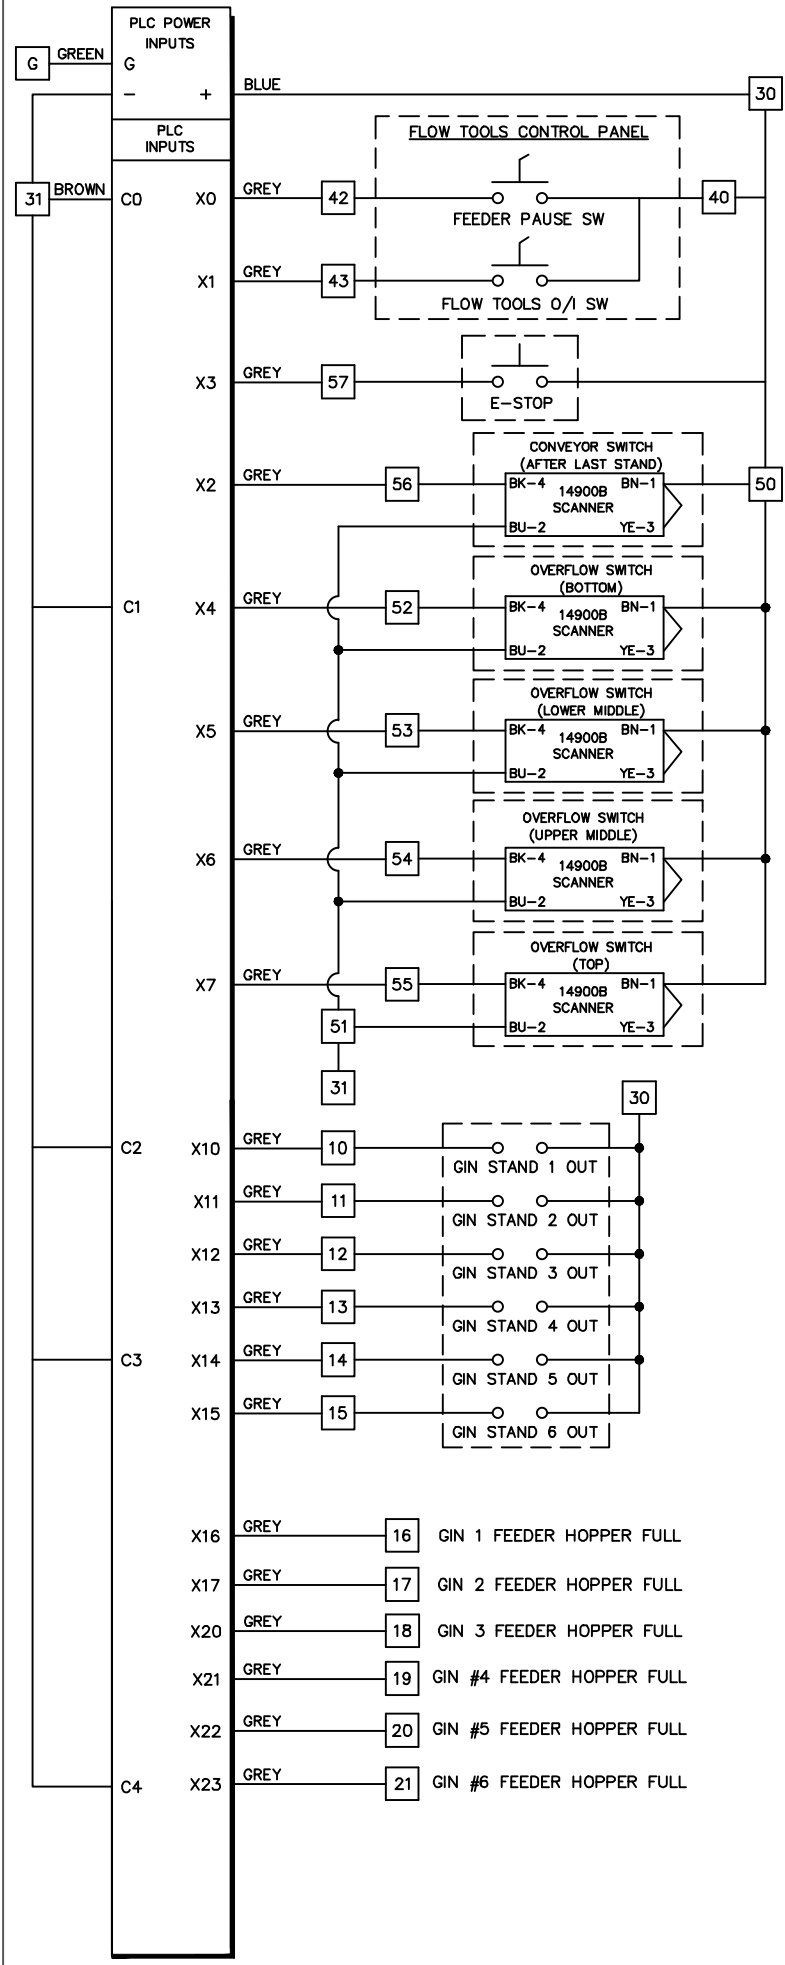 PLC POWER
INPUTS
G GREEN G
− + BLUE 30
PLC
INPUTS
FLOW TOOLS CONTROL PANEL
31 BROWN C0 X0 GREY 42 40
FEEDER PAUSE SW
X1 GREY 43
FLOW TOOLS O/I SW
X3 GREY 57
E-STOP
CONVEYOR SWITCH
(AFTER LAST STAND)
X2 GREY 56 BK-4 BN-1 50
14900B
SCANNER
BU-2 YE-3
OVERFLOW SWITCH
(BOTTOM)
C1 X4 GREY 52 BK-4 BN-1
14900B
SCANNER
BU-2 YE-3
OVERFLOW SWITCH
(LOWER MIDDLE)
X5 GREY 53 BK-4 BN-1
14900B
SCANNER
BU-2 YE-3
OVERFLOW SWITCH
(UPPER MIDDLE)
X6 GREY 54 BK-4 BN-1
14900B
SCANNER
BU-2 YE-3
OVERFLOW SWITCH
(TOP)
X7 GREY 55 BK-4 BN-1
14900B
SCANNER
51 BU-2 YE-3
31
30
C2 X10 GREY 10
GIN STAND 1 OUT
X11 GREY 11
GIN STAND 2 OUT
X12 GREY 12
GIN STAND 3 OUT
X13 GREY 13
GIN STAND 4 OUT
C3 X14 GREY 14
GIN STAND 5 OUT
X15 GREY 15
GIN STAND 6 OUT
X16 GREY 16 GIN 1 FEEDER HOPPER FULL
X17 GREY 17 GIN 2 FEEDER HOPPER FULL
X20 GREY 18 GIN 3 FEEDER HOPPER FULL
X21 GREY 19 GIN #4 FEEDER HOPPER FULL
X22 GREY 20 GIN #5 FEEDER HOPPER FULL
C4 X23 GREY 21 GIN #6 FEEDER HOPPER FULL